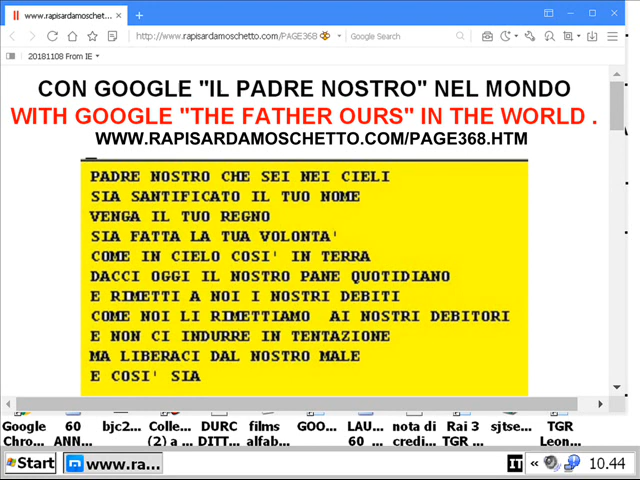 www.rapisardamoschetto.c
http://www.rapisardamoschetto.com/PAGE368
Google Search
20181108 From IE
CON GOOGLE "IL PADRE NOSTRO" NEL MONDO
WITH GOOGLE "THE FATHER OURS" IN THE WORLD .
WWW.RAPISARDAMOSCHETTO.COM/PAGE368.HTM
PADRE NOSTRO CHE SEI NEI CIELI
SIA SANTIFICATO IL TUO NOME
VENGA IL TUO REGNO
SIA FATTA LA TUA VOLONTA'
COME IN CIELO COSI' IN TERRA
DACCI OGGI IL NOSTRO PANE QUOTIDIANO
E RIMETTI A NOI I NOSTRI DEBITI
COME NOI LI RIMETTIAMO AI NOSTRI DEBITORI
E NON CI INDURRE IN TENTAZIONE
MA LIBERACI DAL NOSTRO MALE
E COSI' SIA
Google 60 bjc2... Colle... DURC films GOO... LAU... nota di Rai 3 sjtse... TGR
Chro... ANN... (2) a ... DITT... alfab... 60 ... credi... TGR ... Leon...
Start www.ra... IT « 10.44